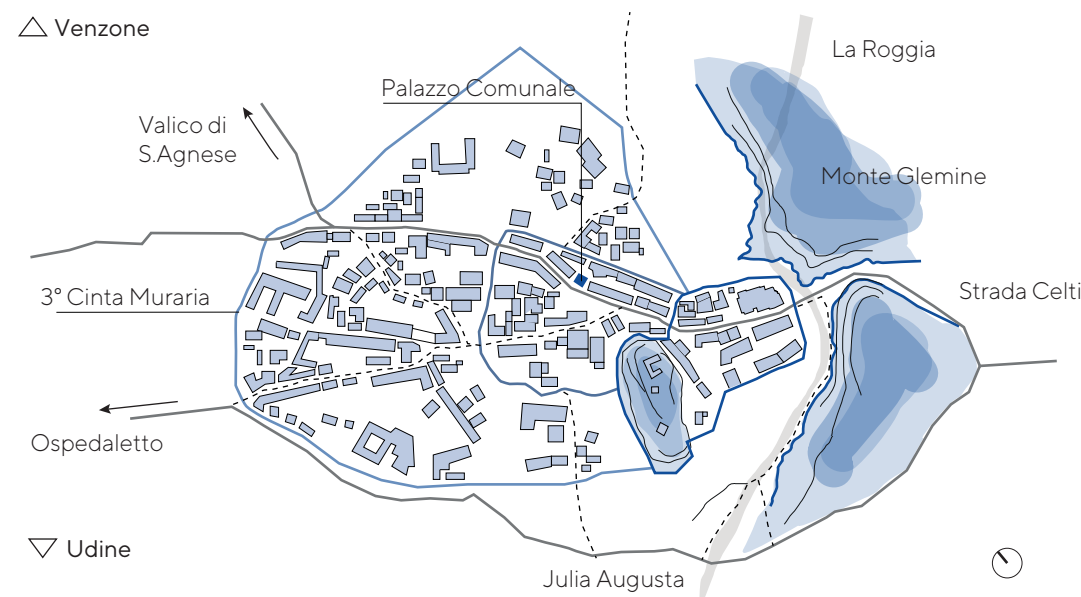 Venzone
La Roggia
Palazzo Comunale
Valico di
S.Agnese
Monte Glemine
3° Cinta Muraria
Strada Celti
Ospedaletto
Udine
Julia Augusta